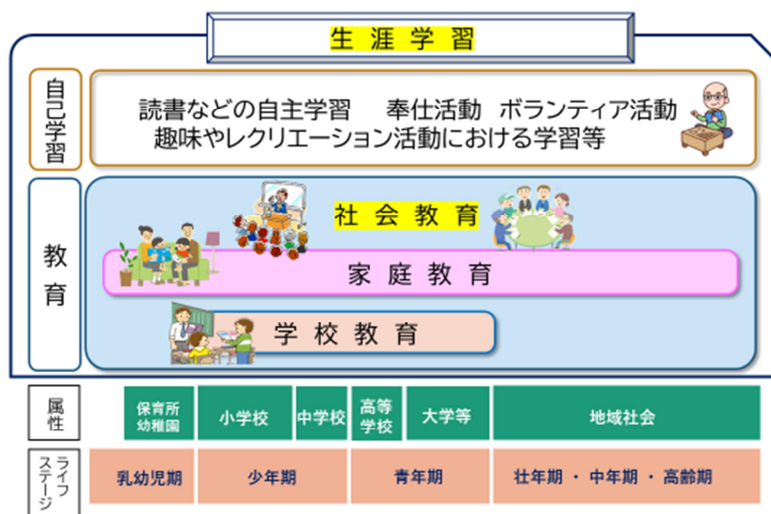 生涯学習
自己学習
読書などの自主学習 奉仕活動 ボランティア活動
趣味やレクリエーション活動における学習等
教育
社会教育
家庭教育
学校教育
属性
保育所
幼稚園
小学校
中学校
高等
学校
大学等
地域社会
ライフ
ステージ
乳幼児期
少年期
青年期
壮年期・中年期・高齢期